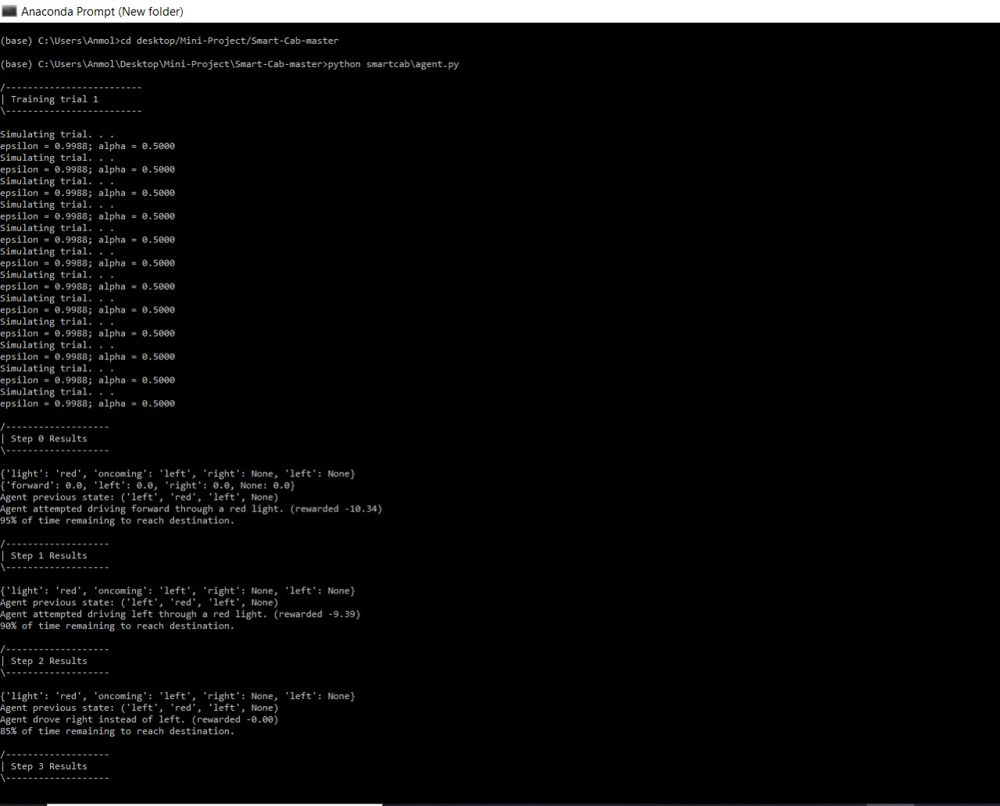 Anaconda Prompt (New folder)
(base) C:\Users\Anmol>cd desktop/Mini-Project/Smart-Cab-master
(base) C:\Users\Anmol\Desktop\Mini-Project\Smart-Cab-master>python smartcab\agent.py
/-------------------------
| Training trial 1
\-------------------------
Simulating trial. . .
epsilon = 0.9988; alpha = 0.5000
Simulating trial. . .
epsilon = 0.9988; alpha = 0.5000
Simulating trial. . .
epsilon = 0.9988; alpha = 0.5000
Simulating trial. . .
epsilon = 0.9988; alpha = 0.5000
Simulating trial. . .
epsilon = 0.9988; alpha = 0.5000
Simulating trial. . .
epsilon = 0.9988; alpha = 0.5000
Simulating trial. . .
epsilon = 0.9988; alpha = 0.5000
Simulating trial. . .
epsilon = 0.9988; alpha = 0.5000
Simulating trial. . .
epsilon = 0.9988; alpha = 0.5000
Simulating trial. . .
epsilon = 0.9988; alpha = 0.5000
Simulating trial. . .
epsilon = 0.9988; alpha = 0.5000
Simulating trial. . .
epsilon = 0.9988; alpha = 0.5000
/-------------------
| Step 0 Results
\-------------------
{'light': 'red', 'oncoming': 'left', 'right': None, 'left': None}
{'forward': 0.0, 'left': 0.0, 'right': 0.0, None: 0.0}
Agent previous state: ('left', 'red', 'left', None)
Agent attempted driving forward through a red light. (rewarded -10.34)
95% of time remaining to reach destination.
/-------------------
| Step 1 Results
\-------------------
{'light': 'red', 'oncoming': 'left', 'right': None, 'left': None}
Agent previous state: ('left', 'red', 'left', None)
Agent attempted driving left through a red light. (rewarded -9.39)
90% of time remaining to reach destination.
/-------------------
| Step 2 Results
\-------------------
{'light': 'red', 'oncoming': 'left', 'right': None, 'left': None}
Agent previous state: ('left', 'red', 'left', None)
Agent drove right instead of left. (rewarded -0.00)
85% of time remaining to reach destination.
/-------------------
| Step 3 Results
\-------------------